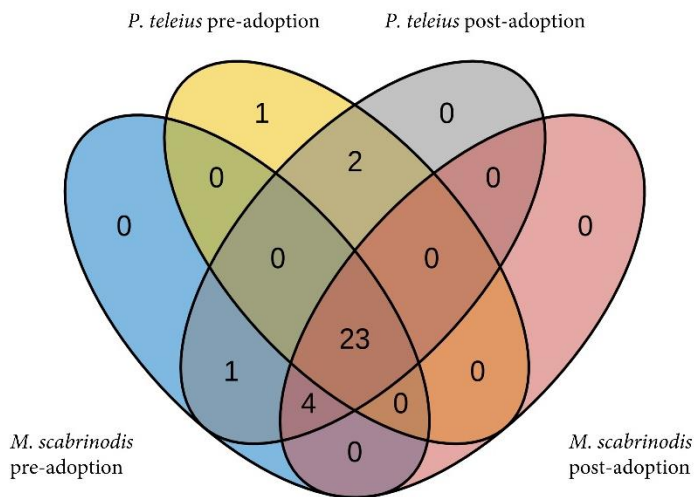 P. teleius pre-adoption P. teleius post-adoption
1 0
0 2 0
0 0
0 0
23
1 0
4 0
0
M. scabrinodis M. scabrinodis
pre-adoption post-adoption